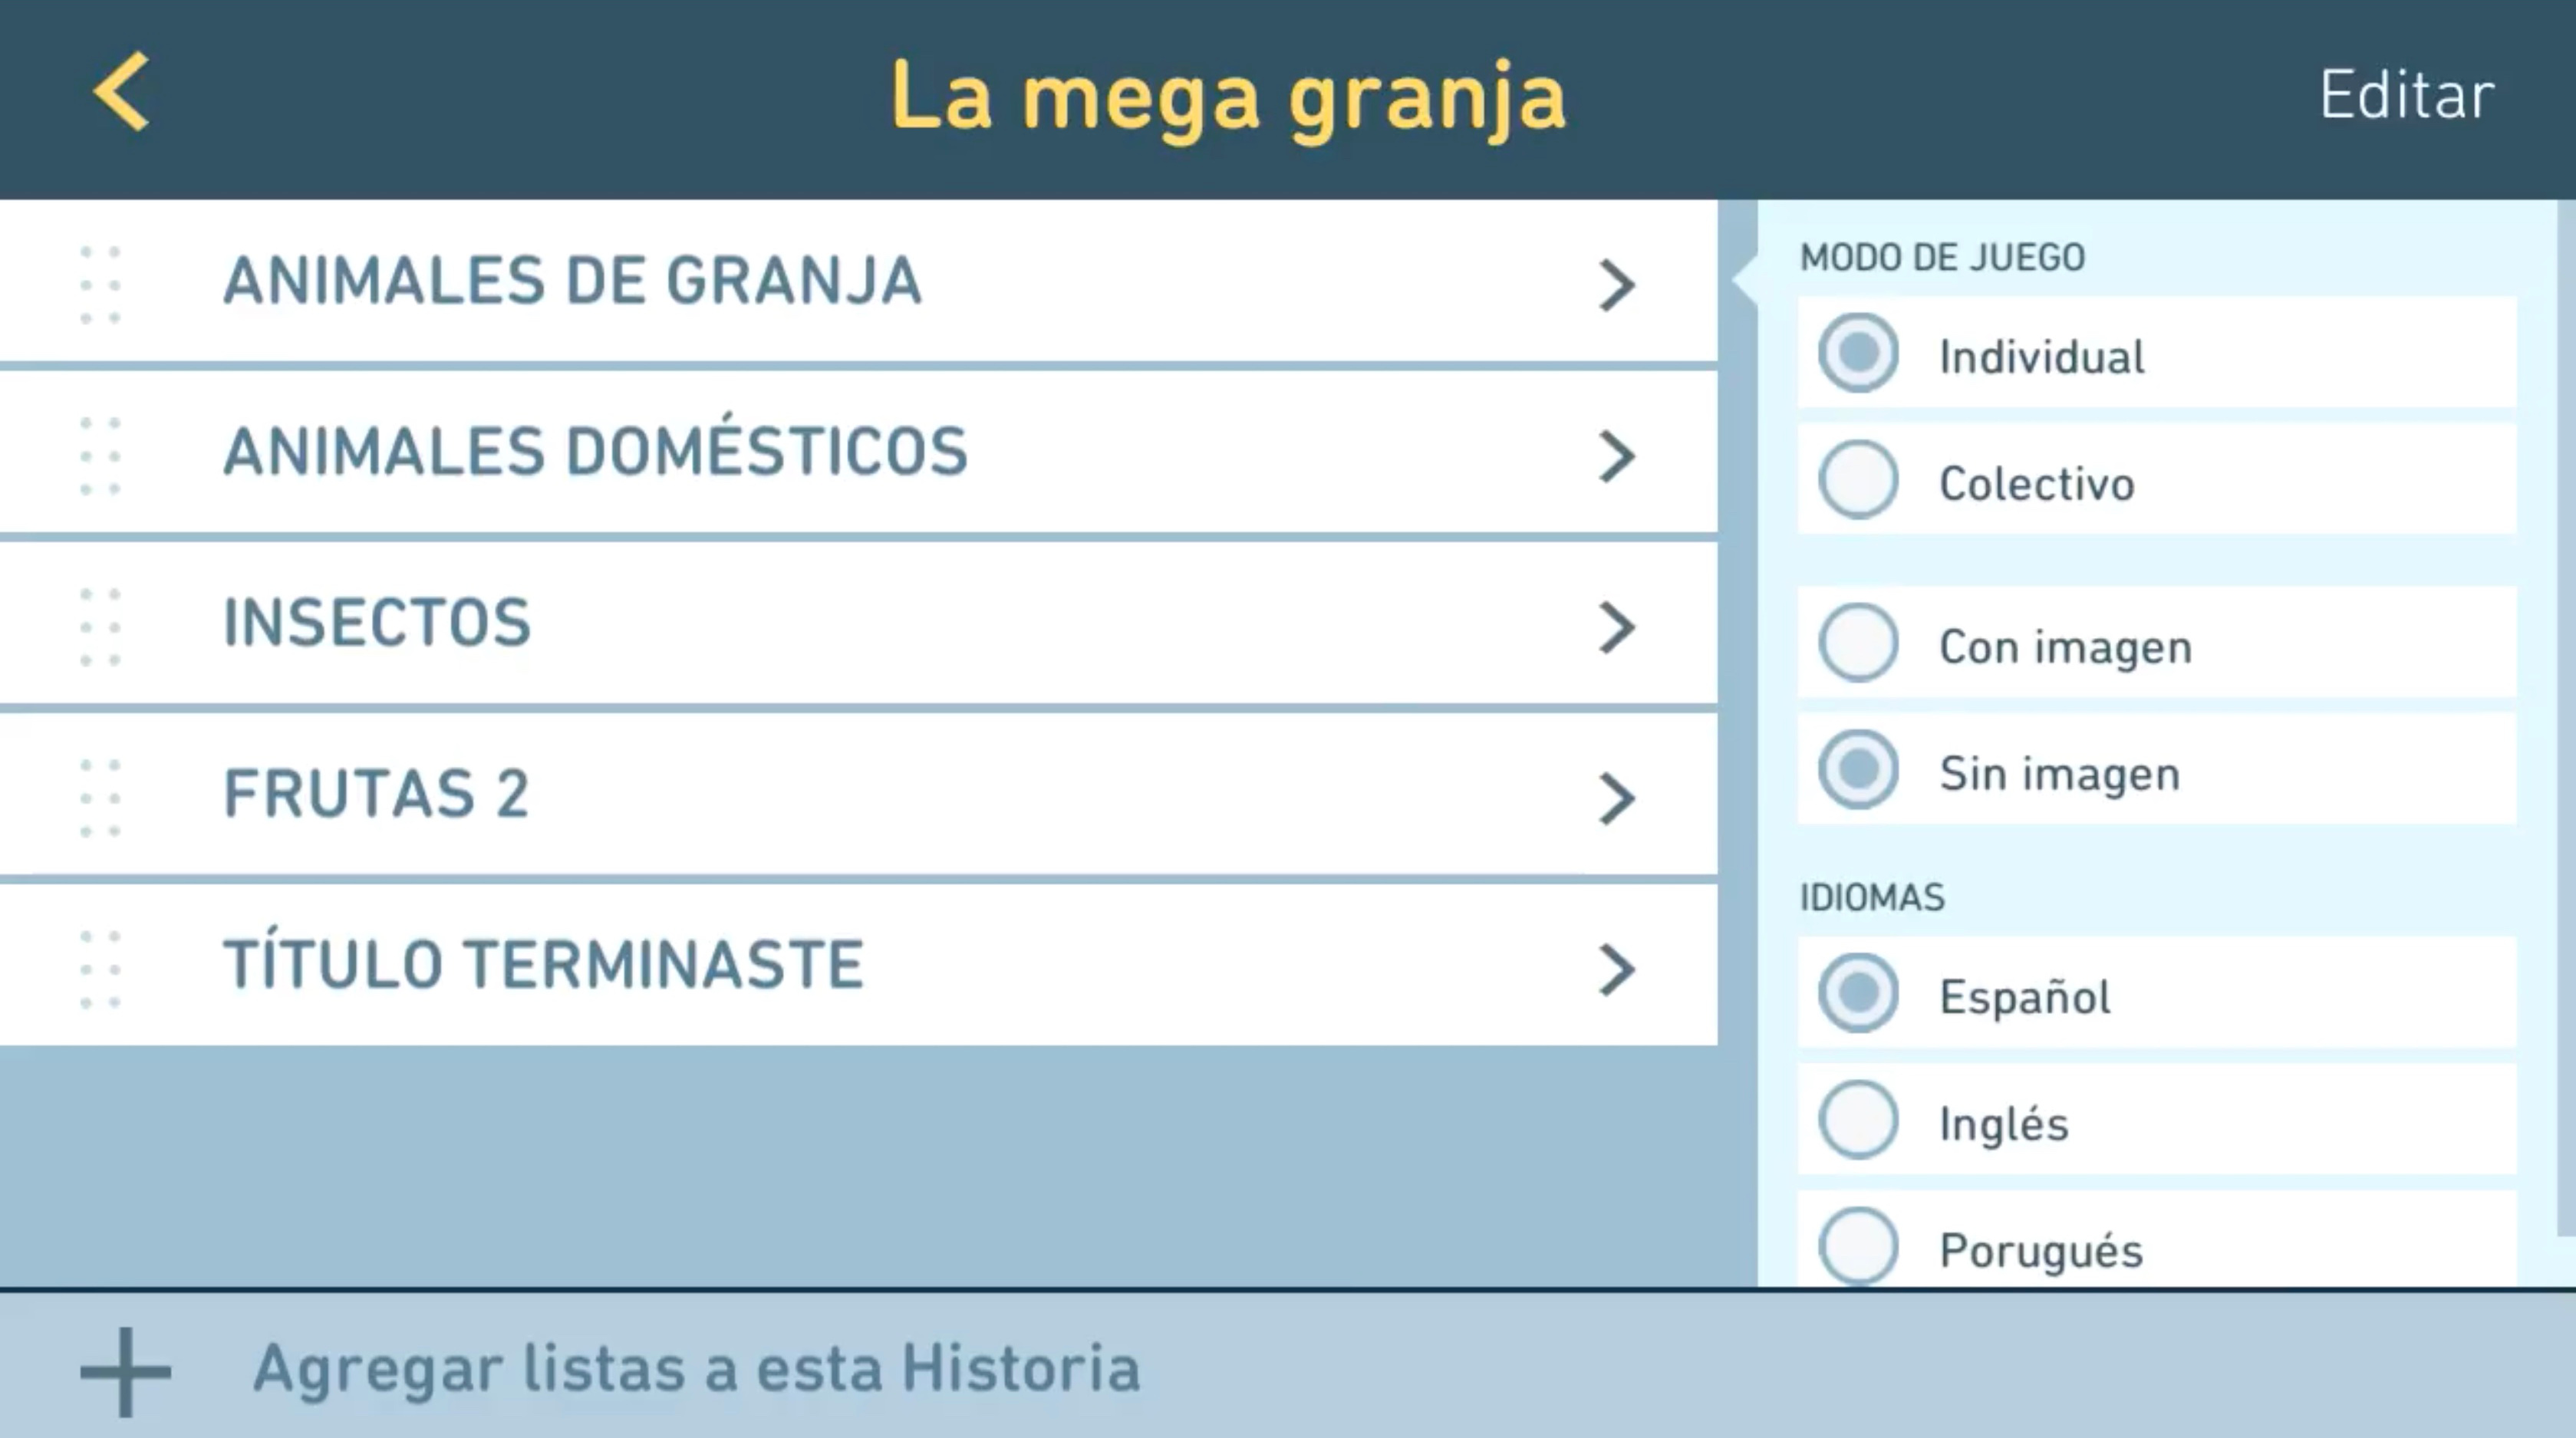 La mega granja
Editar
ANIMALES DE GRANJA
ANIMALES DOMÉSTICOS
INSECTOS
FRUTAS 2
TÍTULO TERMINASTE
MODO DE JUEGO
Individual
Colectivo
Con imagen
Sin imagen
IDIOMAS
Español
Inglés
Porugués
Agregar listas a esta Historia